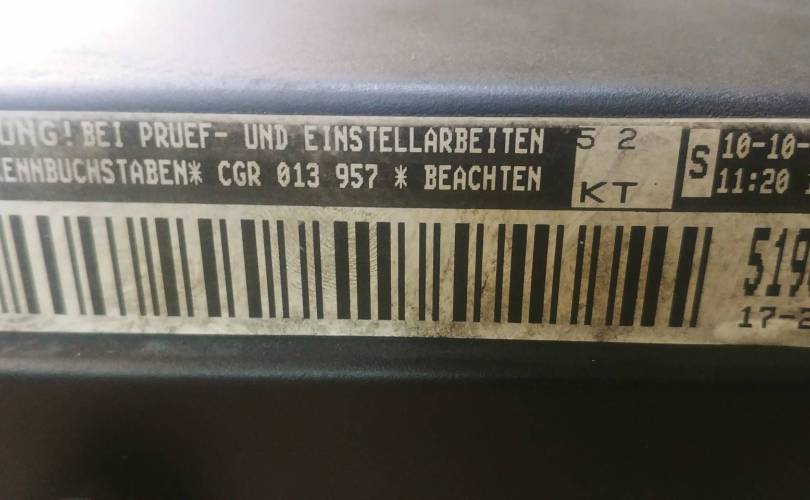 UNG! BEI PRUEF- UND EINSTELLARBEITEN
ENNBUCHSTABEN* CGR 013 957 * BEACHTEN
5 2
KT
S
10-10-
11:20
519
17-2